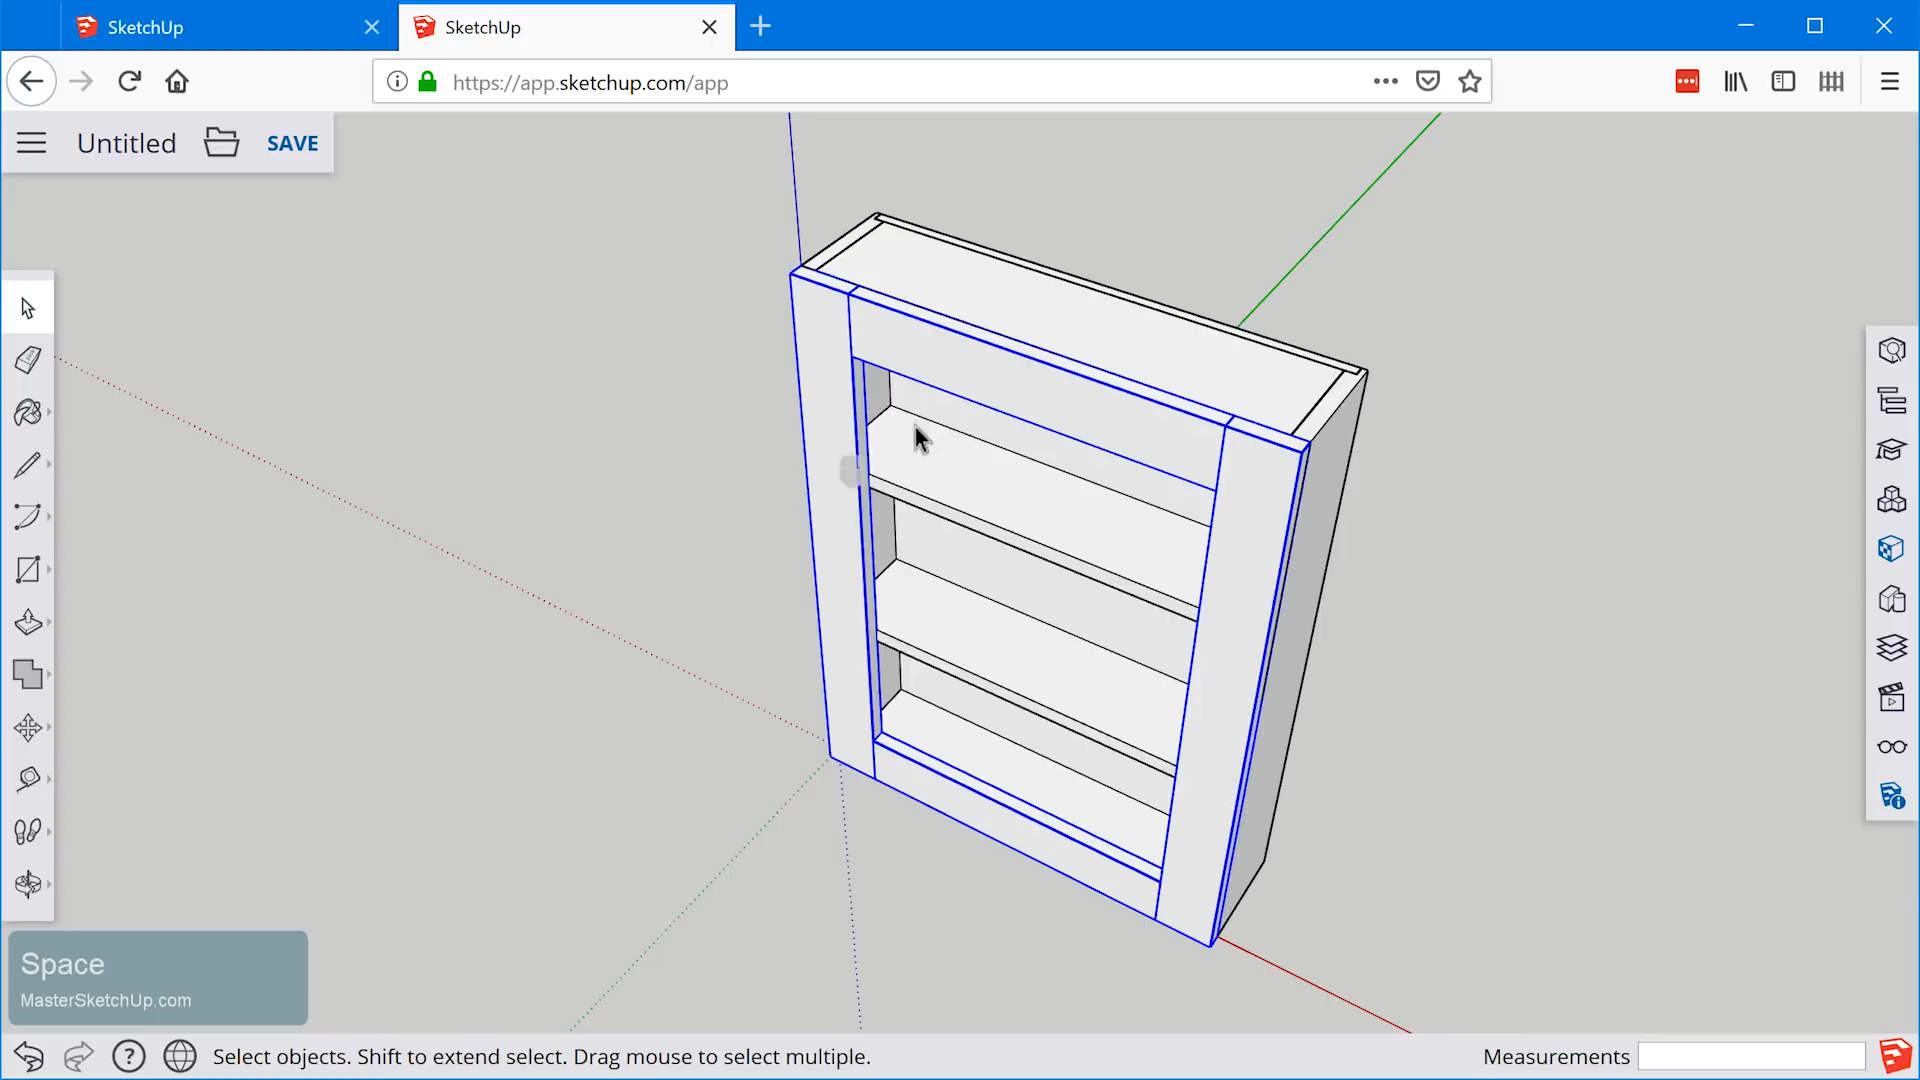 SketchUp
SketchUp
https://app.sketchup.com/app
Untitled
SAVE
Space
MasterSketchUp.com
Select objects. Shift to extend select. Drag mouse to select multiple.
Measurements